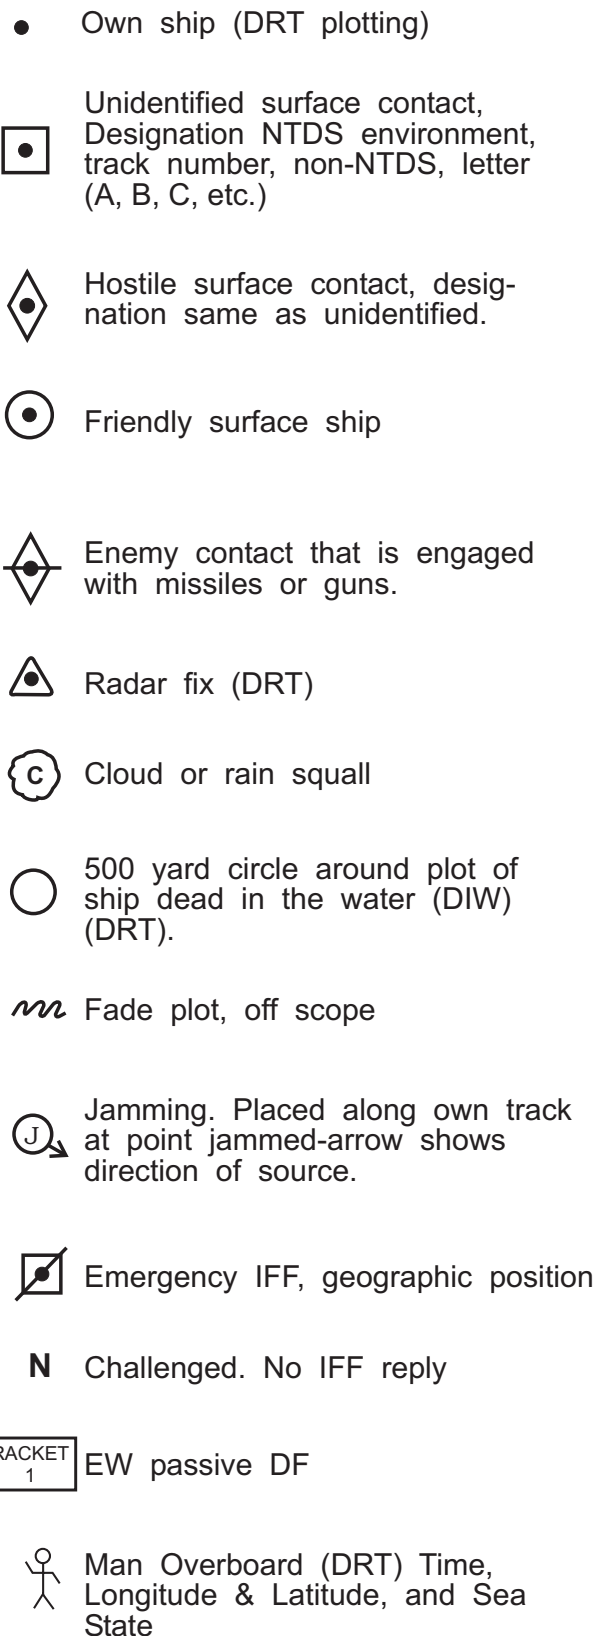 Own ship (DRT plotting)
Unidentified surface contact,
Designation NTDS environment,
track number, non-NTDS, letter
(A, B, C, etc.)
Hostile surface contact, desig-
nation same as unidentified.
Friendly surface ship
Enemy contact that is engaged
with missiles or guns.
Radar fix (DRT)
C Cloud or rain squall
500 yard circle around plot of
ship dead in the water (DIW)
(DRT).
Fade plot, off scope
Jamming. Placed along own track
J at point jammed-arrow shows
direction of source.
Emergency IFF, geographic position
N Challenged. No IFF reply
RACKET
1
EW passive DF
Man Overboard (DRT) Time,
Longitude & Latitude, and Sea
State